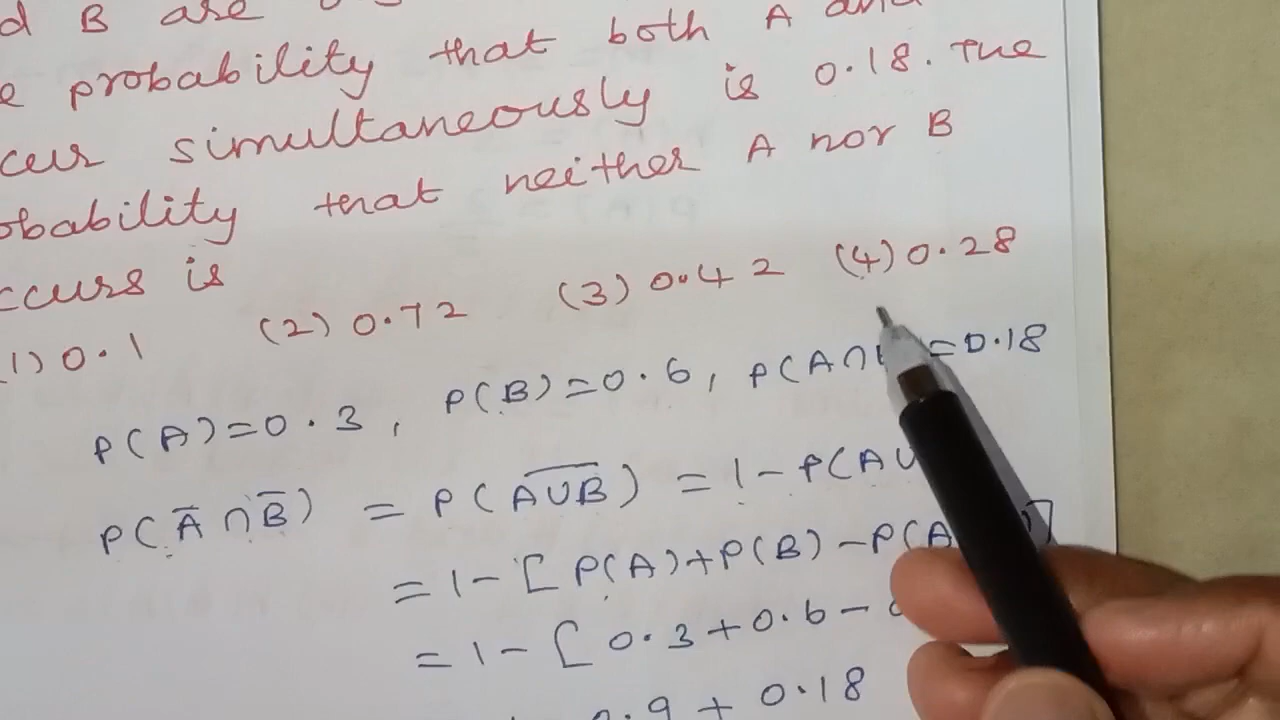 d B are
e probability that both A and
cur simultaneously is 0.18. The
obability that neither A nor B
ccurs is
1) 0.1 (2) 0.72 (3) 0.42 (4) 0.28
P(A)=0.3, P(B)=0.6, P(A∩ =0.18
P(A̅ ∩ B̅) = P(A̅∪̅B̅) = 1 - P(A∪
= 1 - [P(A)+P(B)-P(A ]
= 1 - [0.3+0.6-
0.9 + 0.18